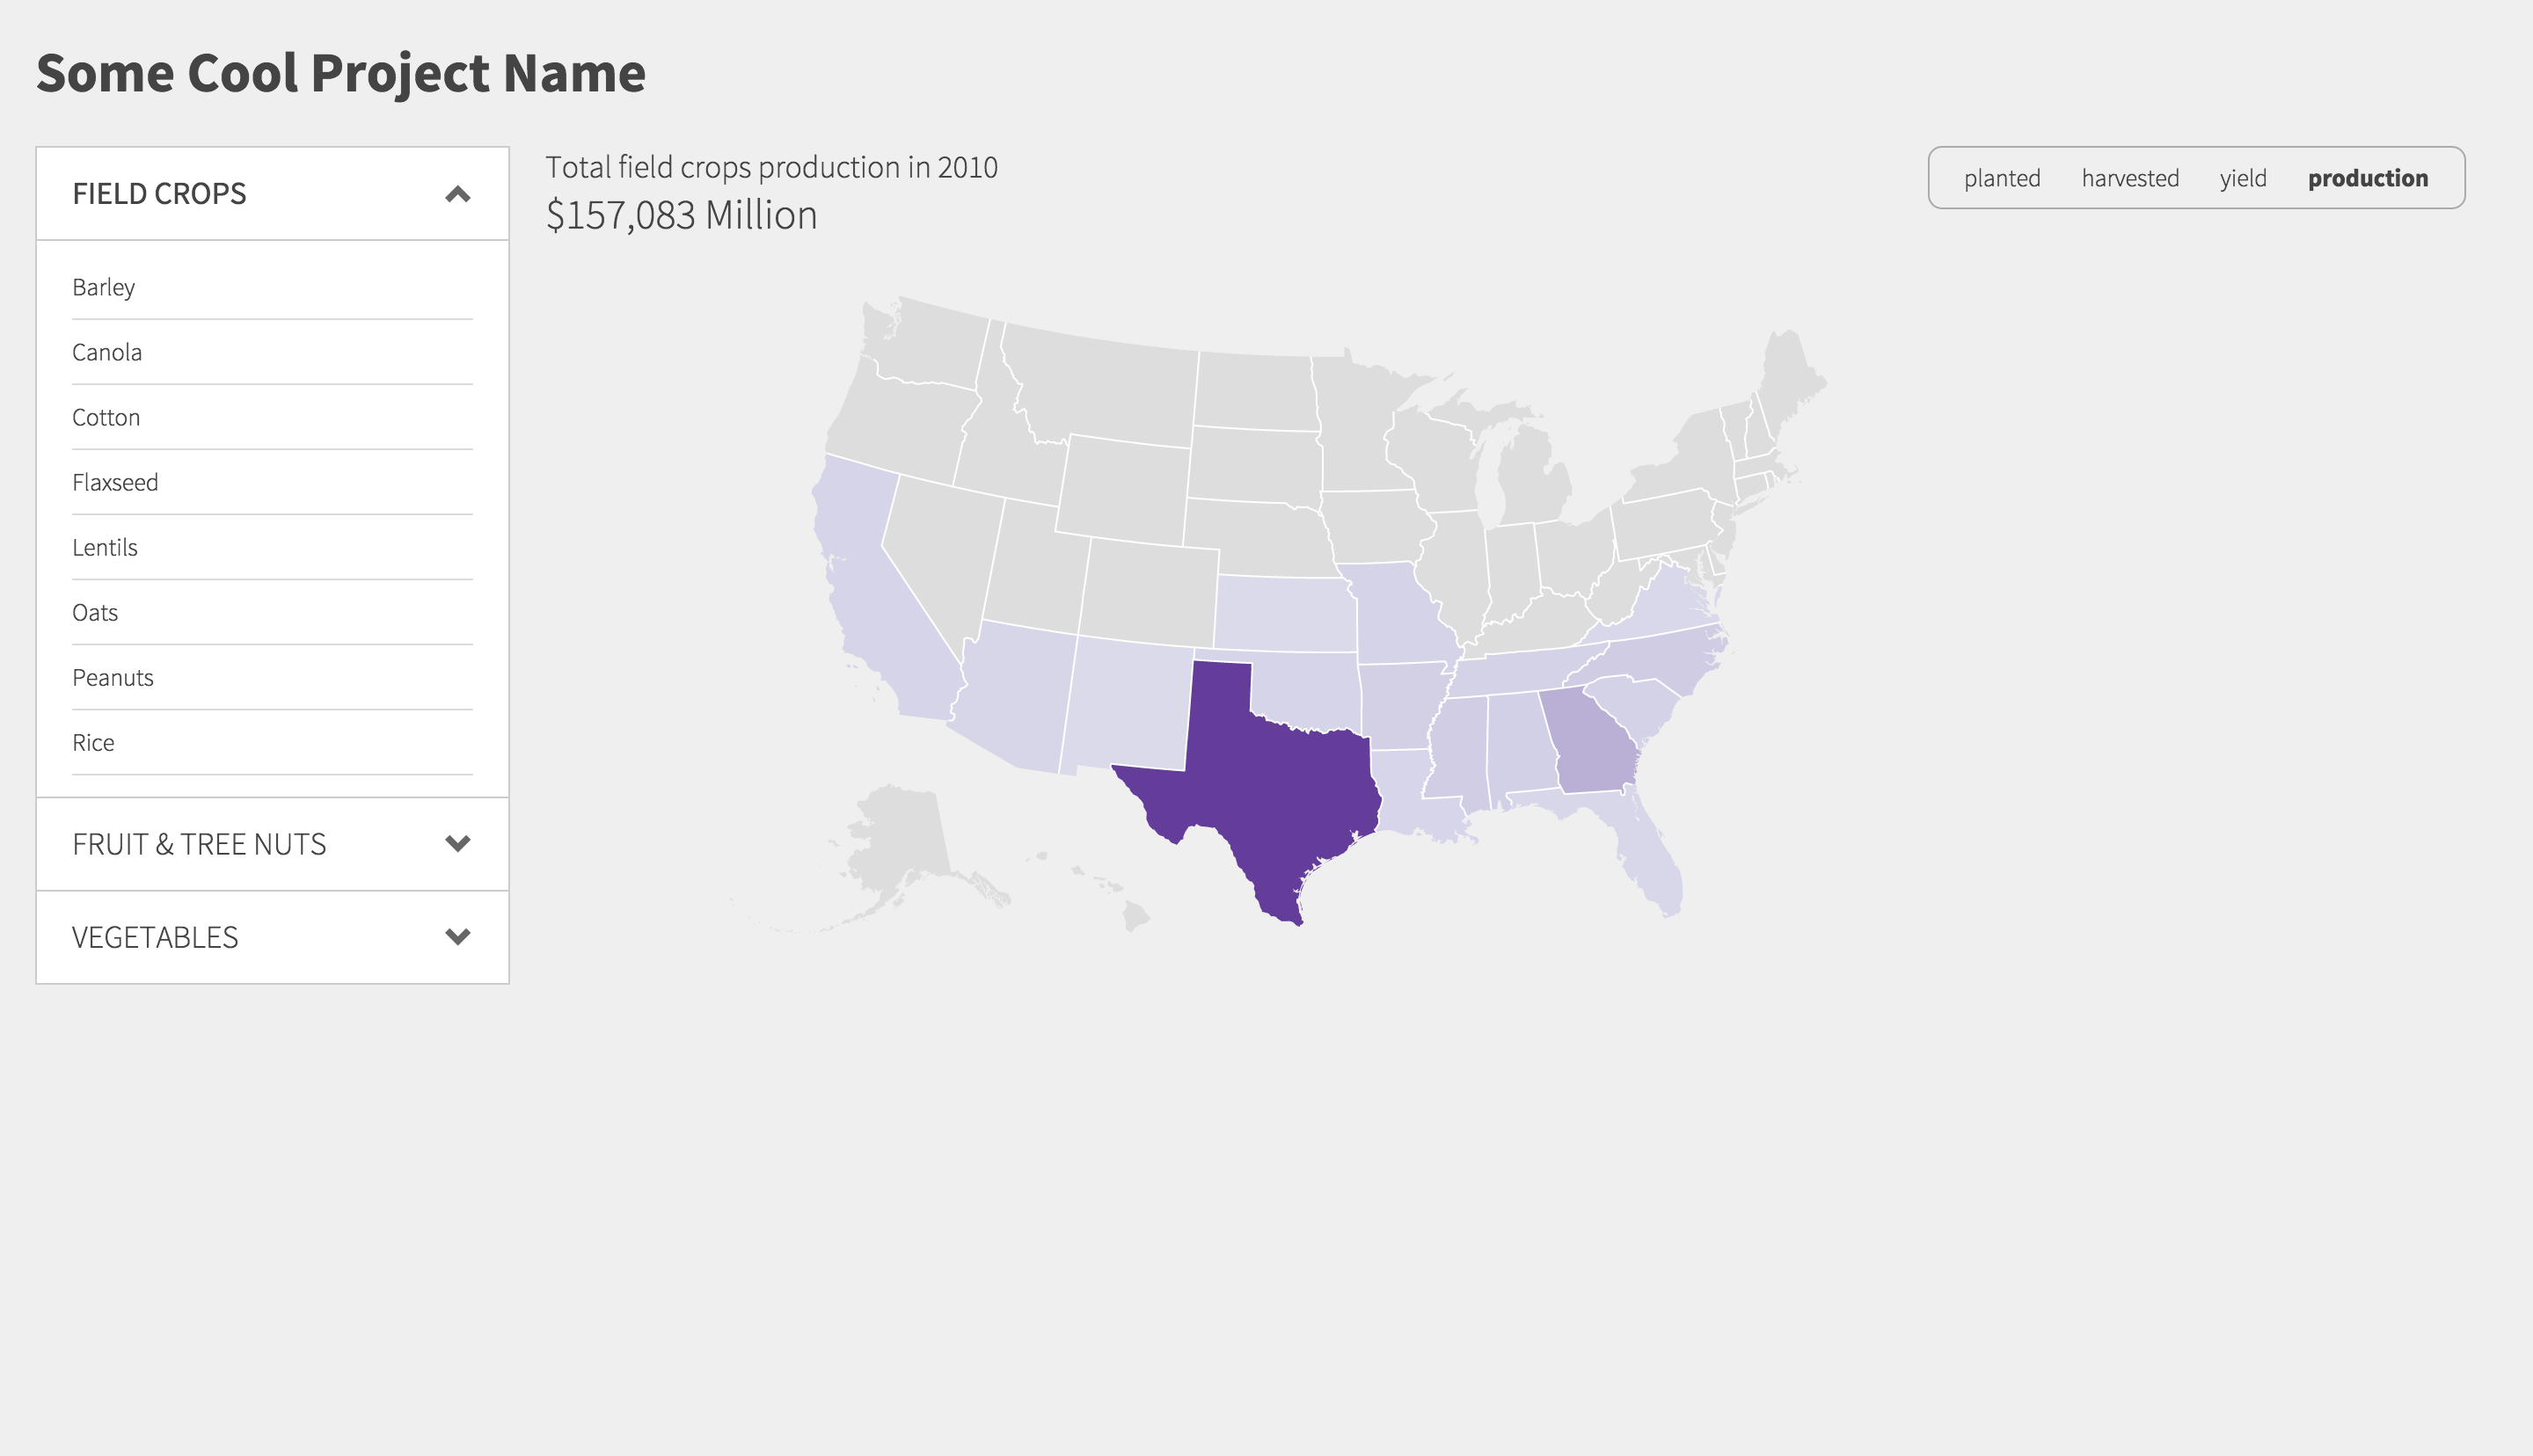 Some Cool Project Name
FIELD CROPS
Barley
Canola
Cotton
Flaxseed
Lentils
Oats
Peanuts
Rice
FRUIT & TREE NUTS
VEGETABLES
Total field crops production in 2010
$157,083 Million
planted harvested yield production